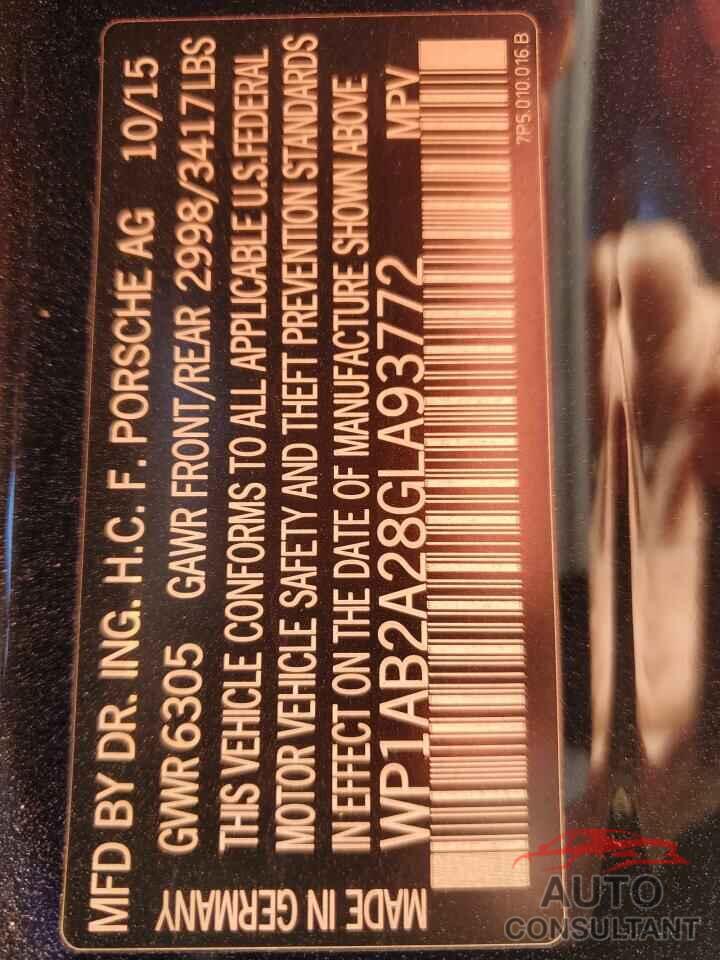 MFD BY DR. ING. H.C. F. PORSCHE AG 10/15
GVWR 6305 GAWR FRONT/REAR 2998/3417LBS
THIS VEHICLE CONFORMS TO ALL APPLICABLE U.S.FEDERAL
MOTOR VEHICLE SAFETY AND THEFT PREVENTION STANDARDS
IN EFFECT ON THE DATE OF MANUFACTURE SHOWN ABOVE
WP1AB2A28GLA93772 MPV
7P5.010.016 B
MADE IN GERMANY
AUTO
CONSULTANT